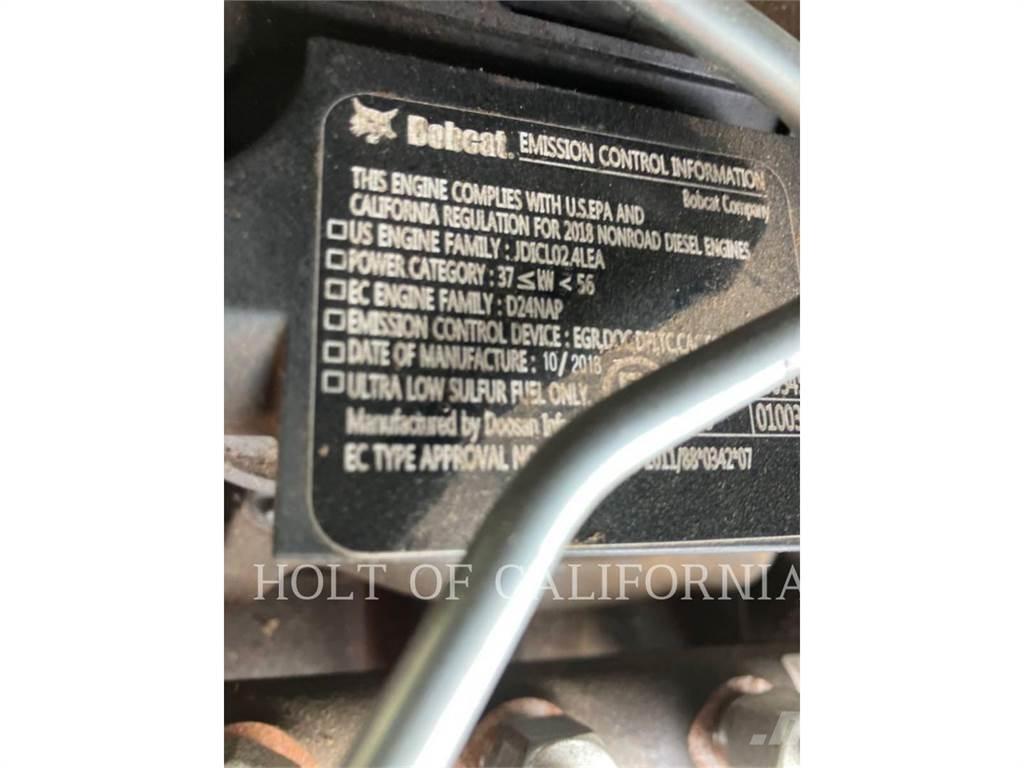 Bobcat. EMISSION CONTROL INFORMATION
Bobcat Company
THIS ENGINE COMPLIES WITH U.S.EPA AND
CALIFORNIA REGULATION FOR 2018 NONROAD DIESEL ENGINES
US ENGINE FAMILY : JDICL02.4LEA
POWER CATEGORY : 37 ≤ kW < 56
EC ENGINE FAMILY : D24NAP
EMISSION CONTROL DEVICE : EGR,DOC
DATE OF MANUFACTURE : 10/2018
ULTRA LOW SULFUR FUEL ONLY.
Manufactured by Doosan
01003
EC TYPE APPROVAL NO 2011/88*0342*07
HOLT OF CALIFORNIA